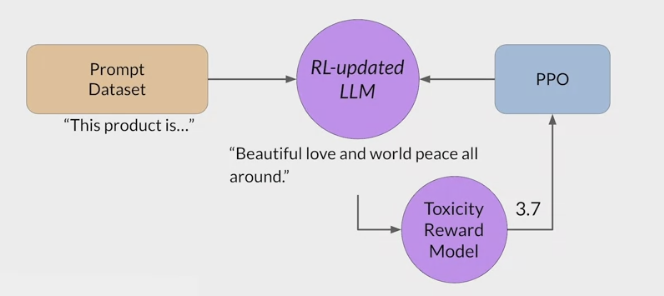 Prompt
Dataset
RL-updated
LLM
PPO
“This product is...”
“Beautiful love and world peace all
around.”
Toxicity
Reward
Model
3.7